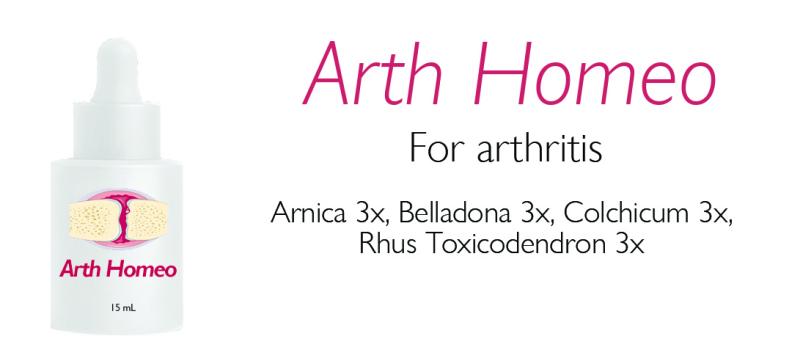 Arth Homeo
For arthritis
Arnica 3x, Belladona 3x, Colchicum 3x,
Rhus Toxicodendron 3x
Arth Homeo
15 mL